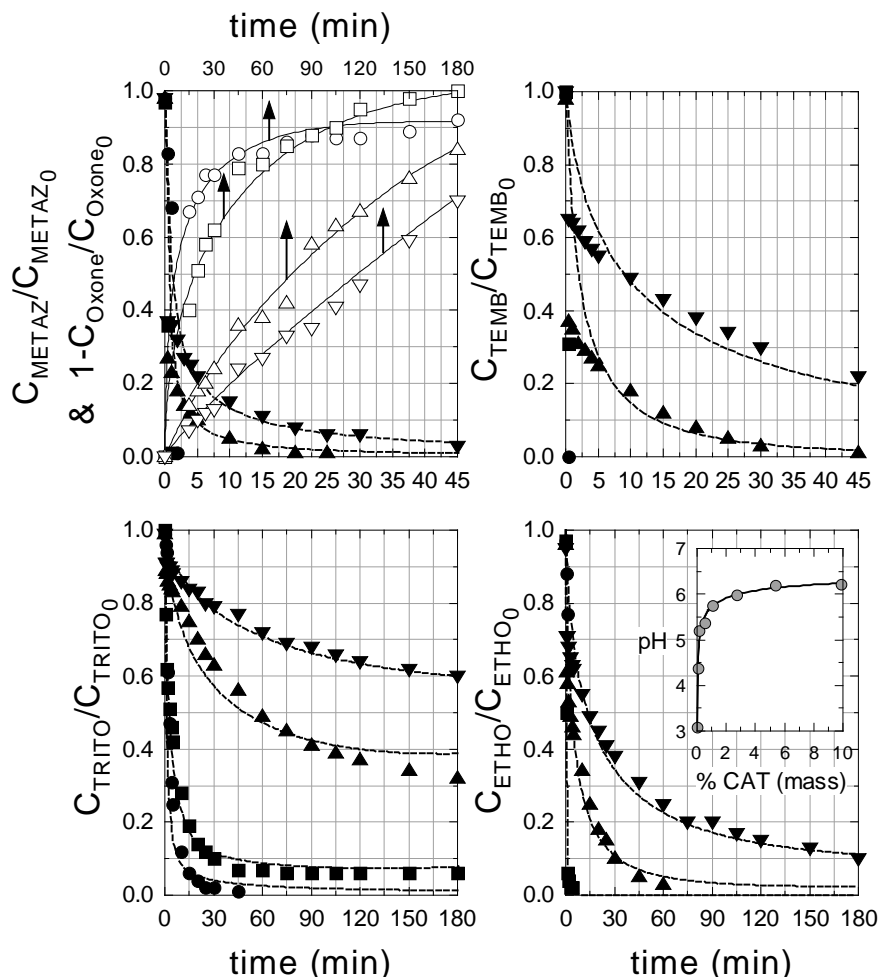 time (min)
0 30 60 90 120 150 180
1.0
0.8
0.6
0.4
0.2
0.0
C_METAZ/C_METAZ_0
& 1-C_Oxone/C_Oxone_0
0 5 10 15 20 25 30 35 40 45
1.0
0.8
0.6
0.4
0.2
0.0
C_TEMB/C_TEMB_0
0 5 10 15 20 25 30 35 40 45
1.0
0.8
0.6
0.4
0.2
0.0
C_TRITO/C_TRITO_0
0 30 60 90 120 150 180
time (min)
1.0
0.8
0.6
0.4
0.2
0.0
C_ETHO/C_ETHO_0
7
6
5
4
3
pH
0 2 4 6 8 10
% CAT (mass)
0 30 60 90 120 150 180
time (min)